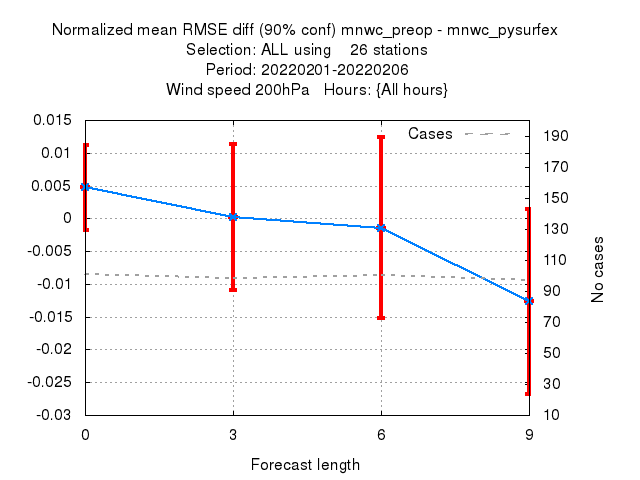 Normalized mean RMSE diff (90% conf) mnwc_preop - mnwc_pysurfex
Selection: ALL using    26 stations
Period: 20220201-20220206
Wind speed 200hPa   Hours: {All hours}
Cases
0.015
0.01
0.005
0
-0.005
-0.01
-0.015
-0.02
-0.025
-0.03
190
170
150
130
110
90
70
50
30
10
No cases
0 3 6 9
Forecast length